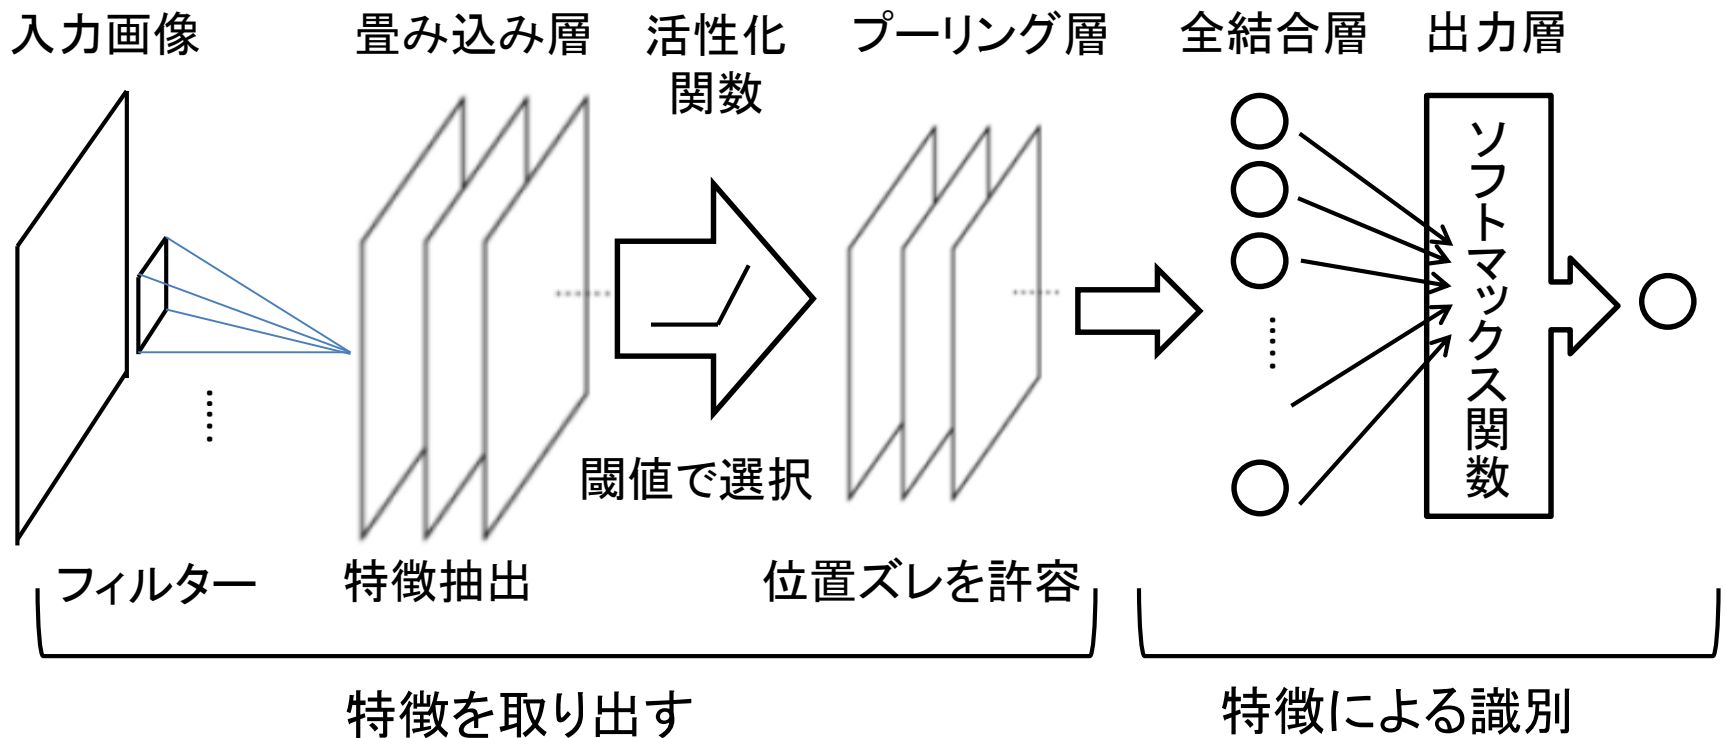 入力画像
畳み込み層
活性化
関数
プーリング層
全結合層
出力層
ソフトマックス関数
閾値で選択
フィルター
特徴抽出
位置ズレを許容
特徴を取り出す
特徴による識別